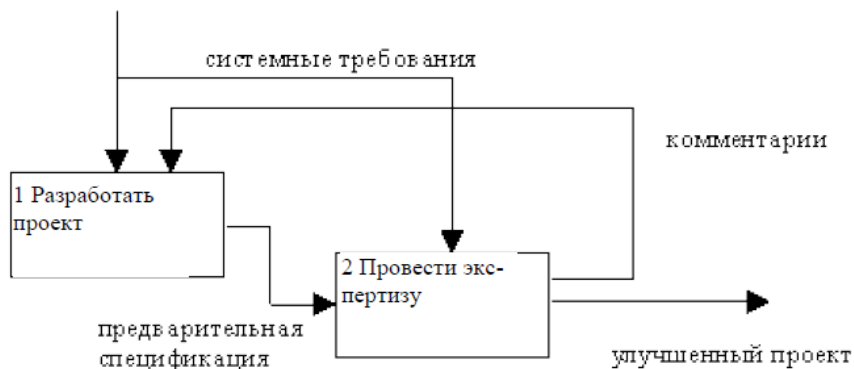 системные требования
комментарии
1 Разработать
проект
2 Провести экс-
пертизу
предварительная
спецификация
улучшенный проект